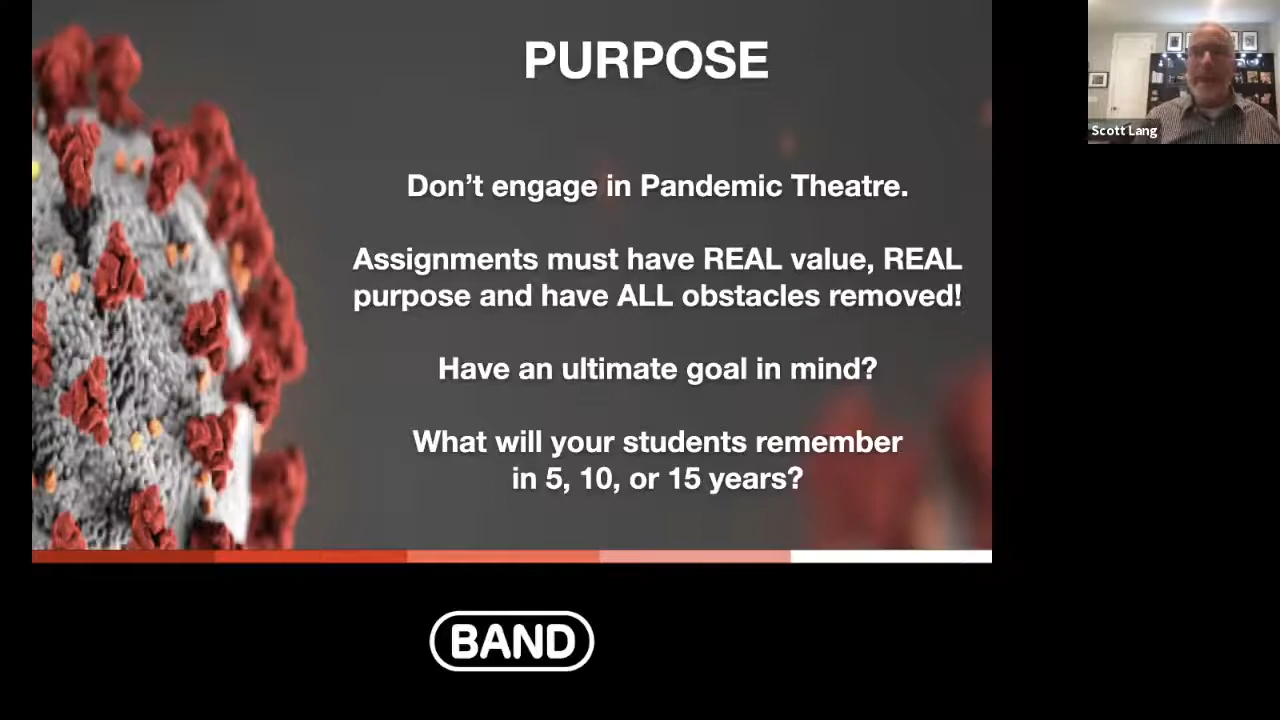 PURPOSE
Don’t engage in Pandemic Theatre.
Assignments must have REAL value, REAL
purpose and have ALL obstacles removed!
Have an ultimate goal in mind?
What will your students remember
in 5, 10, or 15 years?
Scott Lang
BAND